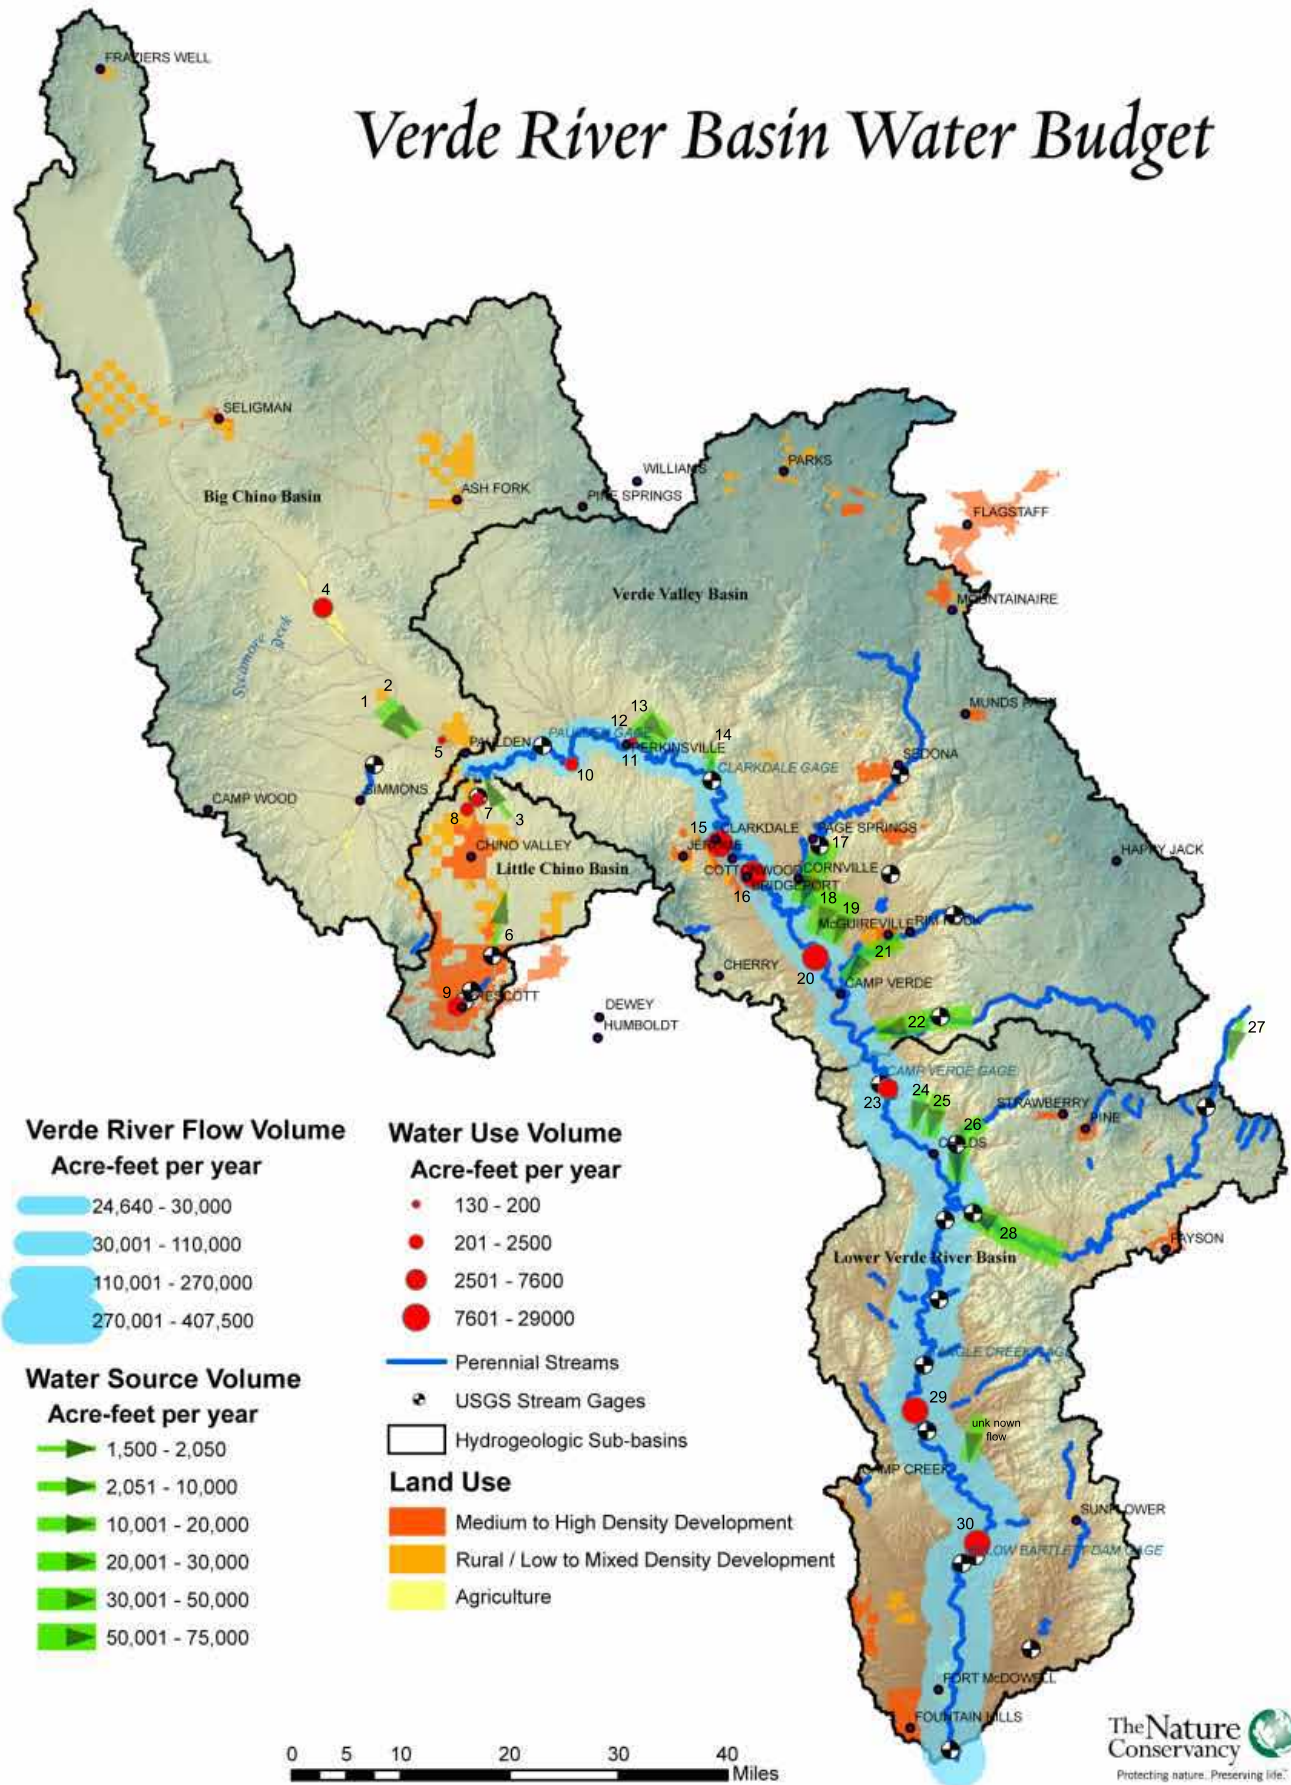 Verde River Basin Water Budget
FRAZIERS WELL
SELIGMAN
WILLIAMS
PARKS
ASH FORK
PINE SPRINGS
Big Chino Basin
FLAGSTAFF
4
Verde Valley Basin
MOUNTAINAIRE
Sycamore
2
1
13
MUNDS PARK
12
14
5
PAULDEN
PAULDEN GAGE
PERKINSVILLE
11
SEDONA
10
CLARKDALE GAGE
CAMP WOOD
SIMMONS
8
7
3
15
CLARKDALE
PAGE SPRINGS
17
CHINO VALLEY
JEROME
HAPPY JACK
Little Chino Basin
COTTONWOOD
CORNVILLE
BRIDGEPORT
16
18
19
6
McGUIREVILLE
RIM ROCK
21
CHERRY
20
CAMP VERDE
9
PRESCOTT
DEWEY
HUMBOLDT
22
27
CAMP VERDE GAGE
23
24
25
STRAWBERRY
PINE
26
CHILDS
28
PAYSON
Lower Verde River Basin
TANGLE CREEK GAGE
29
unk nown
flow
CAMP CREEK
SUNFLOWER
30
BELOW BARTLETT DAM GAGE
FORT McDOWELL
FOUNTAIN HILLS
Verde River Flow Volume
Acre-feet per year
24,640 - 30,000
30,001 - 110,000
110,001 - 270,000
270,001 - 407,500
Water Source Volume
Acre-feet per year
1,500 - 2,050
2,051 - 10,000
10,001 - 20,000
20,001 - 30,000
30,001 - 50,000
50,001 - 75,000
Water Use Volume
Acre-feet per year
130 - 200
201 - 2500
2501 - 7600
7601 - 29000
Perennial Streams
USGS Stream Gages
Hydrogeologic Sub-basins
Land Use
Medium to High Density Development
Rural / Low to Mixed Density Development
Agriculture
0 5 10 20 30 40
Miles
The Nature
Conservancy
Protecting nature. Preserving life.™